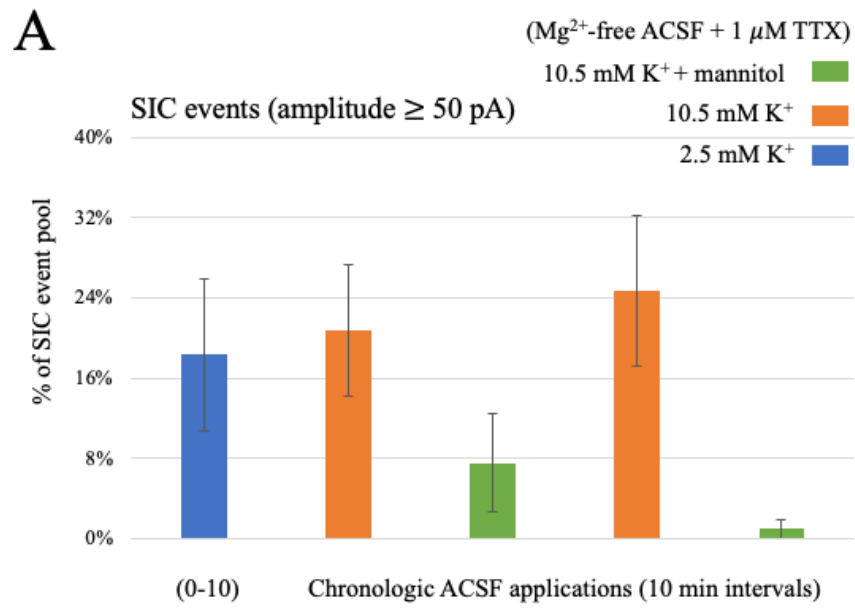 A
(Mg²⁺-free ACSF + 1 μM TTX)
10.5 mM K⁺ + mannitol
10.5 mM K⁺
2.5 mM K⁺
SIC events (amplitude ≥ 50 pA)
% of SIC event pool
40%
32%
24%
16%
8%
0%
(0-10) Chronologic ACSF applications (10 min intervals)